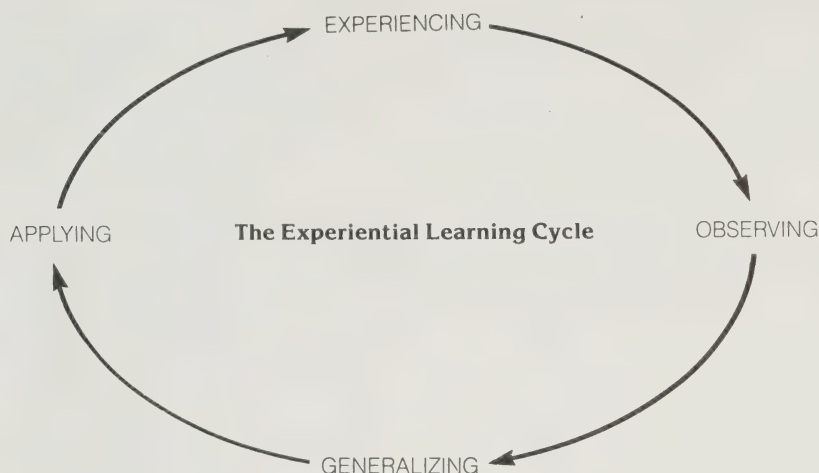 EXPERIENCING
APPLYING
The Experiential Learning Cycle
OBSERVING
GENERALIZING